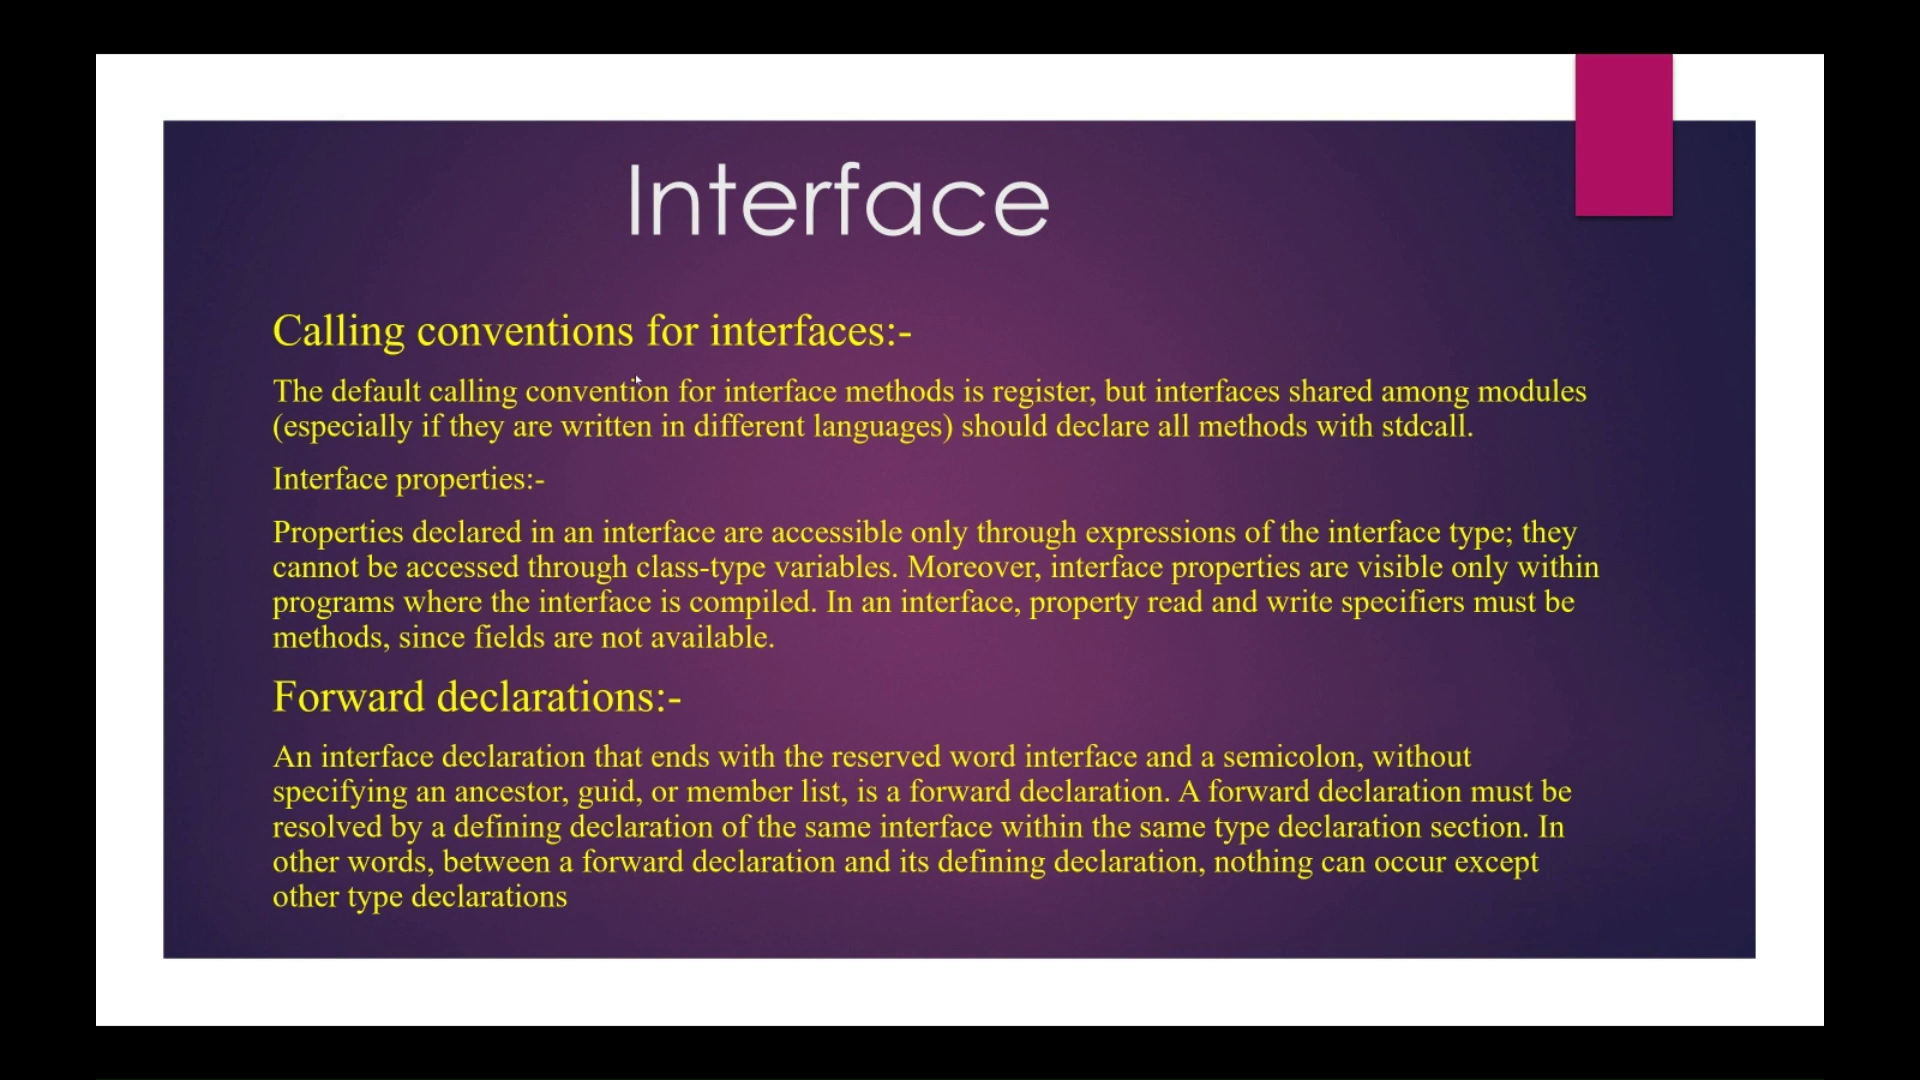 Interface
Calling conventions for interfaces:-
The default calling convention for interface methods is register, but interfaces shared among modules
(especially if they are written in different languages) should declare all methods with stdcall.
Interface properties:-
Properties declared in an interface are accessible only through expressions of the interface type; they
cannot be accessed through class-type variables. Moreover, interface properties are visible only within
programs where the interface is compiled. In an interface, property read and write specifiers must be
methods, since fields are not available.
Forward declarations:-
An interface declaration that ends with the reserved word interface and a semicolon, without
specifying an ancestor, guid, or member list, is a forward declaration. A forward declaration must be
resolved by a defining declaration of the same interface within the same type declaration section. In
other words, between a forward declaration and its defining declaration, nothing can occur except
other type declarations